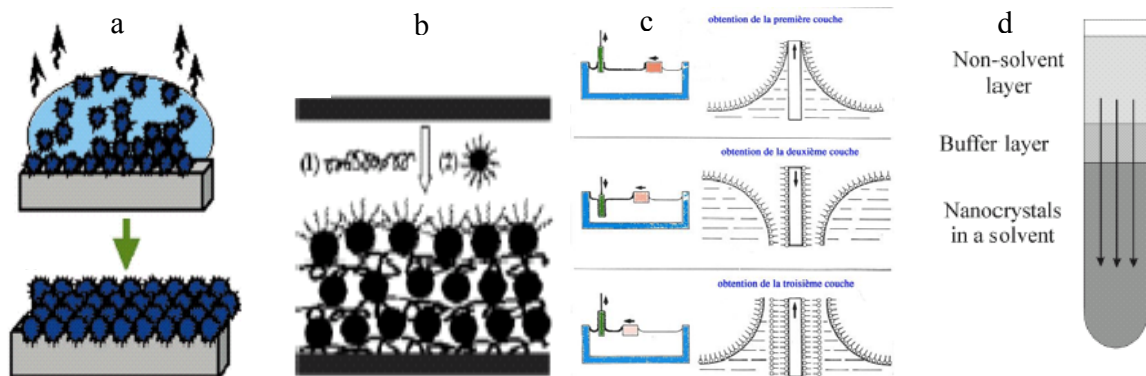 a
b
(1)
(2)
c
obtention de la première couche
obtention de la deuxième couche
obtention de la troisième couche
d
Non-solvent
layer
Buffer layer
Nanocrystals
in a solvent